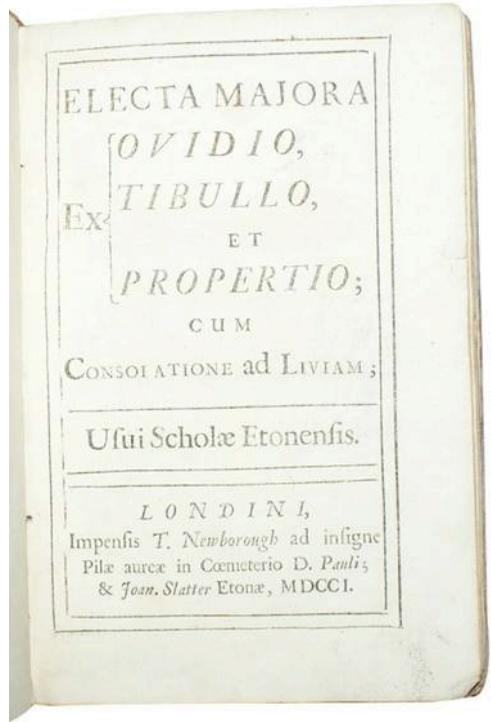 ELECTA MAJORA
Ex OVIDIO,
TIBULLO,
ET
PROPERTIO;
CUM
CONSOLATIONE ad LIVIAM;
Uſui Scholæ Etonenſis.
LONDINI,
Impenſis T. Newborough ad inſigne
Pilæ aureæ in Cœmeterio D. Pauli;
& Joan. Slatter Etonæ, MDCCI.